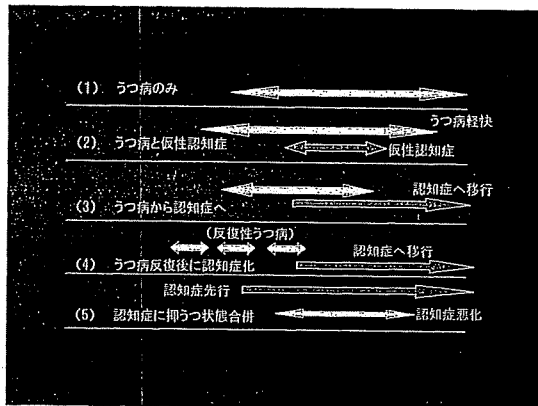 (1) うつ病のみ
うつ病軽快
(2) うつ病と仮性認知症
仮性認知症
認知症へ移行
(3) うつ病から認知症へ
(反復性うつ病)
認知症へ移行
(4) うつ病反復後に認知症化
認知症先行
(5) 認知症に抑うつ状態合併
認知症悪化